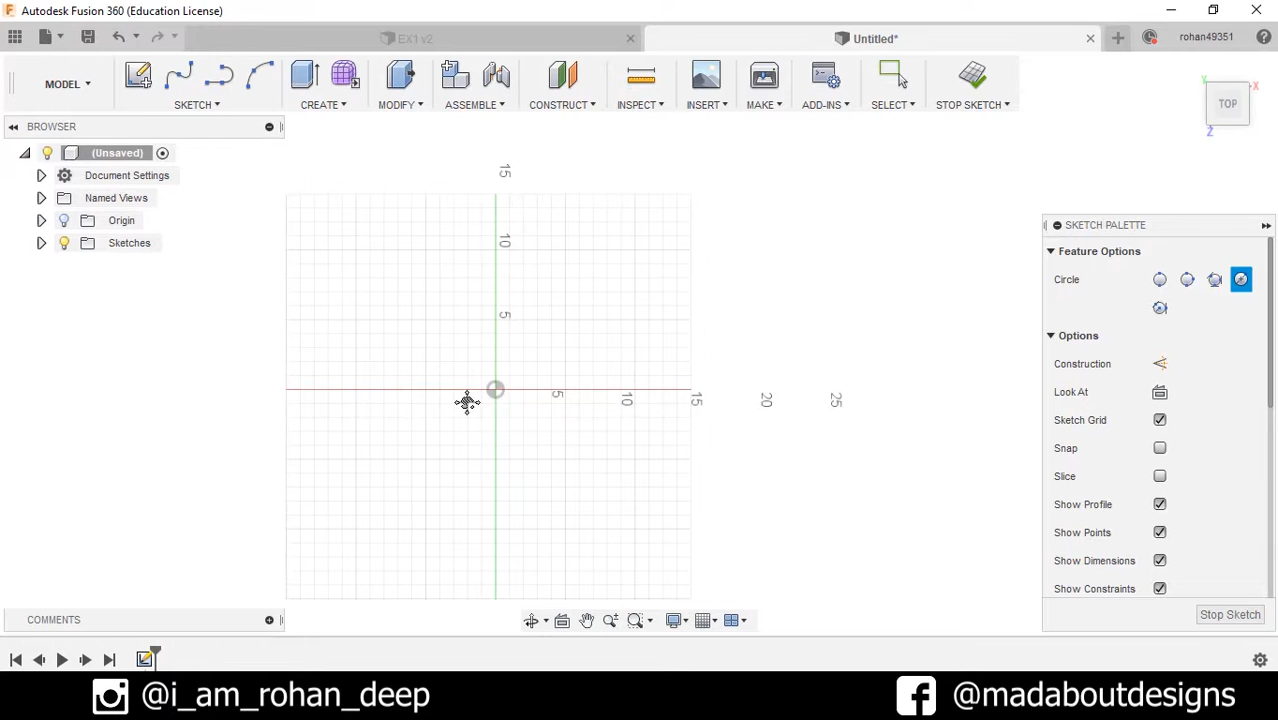 Autodesk Fusion 360 (Education License)
EX1 v2
Untitled*
rohan49351
MODEL
SKETCH
CREATE
MODIFY
ASSEMBLE
CONSTRUCT
INSPECT
INSERT
MAKE
ADD-INS
SELECT
STOP SKETCH
Y
X
TOP
Z
BROWSER
(Unsaved)
Document Settings
Named Views
Origin
Sketches
15
10
5
5
10
15
20
25
SKETCH PALETTE
Feature Options
Circle
Options
Construction
Look At
Sketch Grid
Snap
Slice
Show Profile
Show Points
Show Dimensions
Show Constraints
Stop Sketch
COMMENTS
@i_am_rohan_deep
@madaboutdesigns